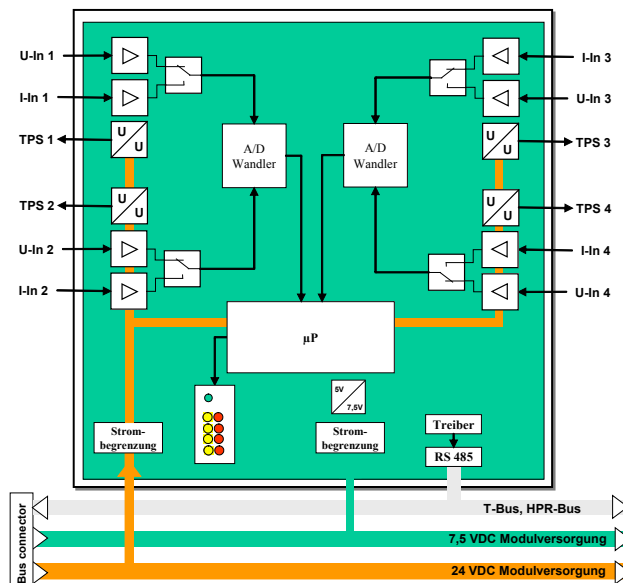 U-In 1
I-In 1
TPS 1
TPS 2
U-In 2
I-In 2
U
U
U
U
A/D
Wandler
A/D
Wandler
U
U
U
U
I-In 3
U-In 3
TPS 3
TPS 4
I-In 4
U-In 4
µP
5V
7,5V
Strom-
begrenzung
Strom-
begrenzung
Treiber
RS 485
Bus connector
T-Bus, HPR-Bus
7,5 VDC Modulversorgung
24 VDC Modulversorgung